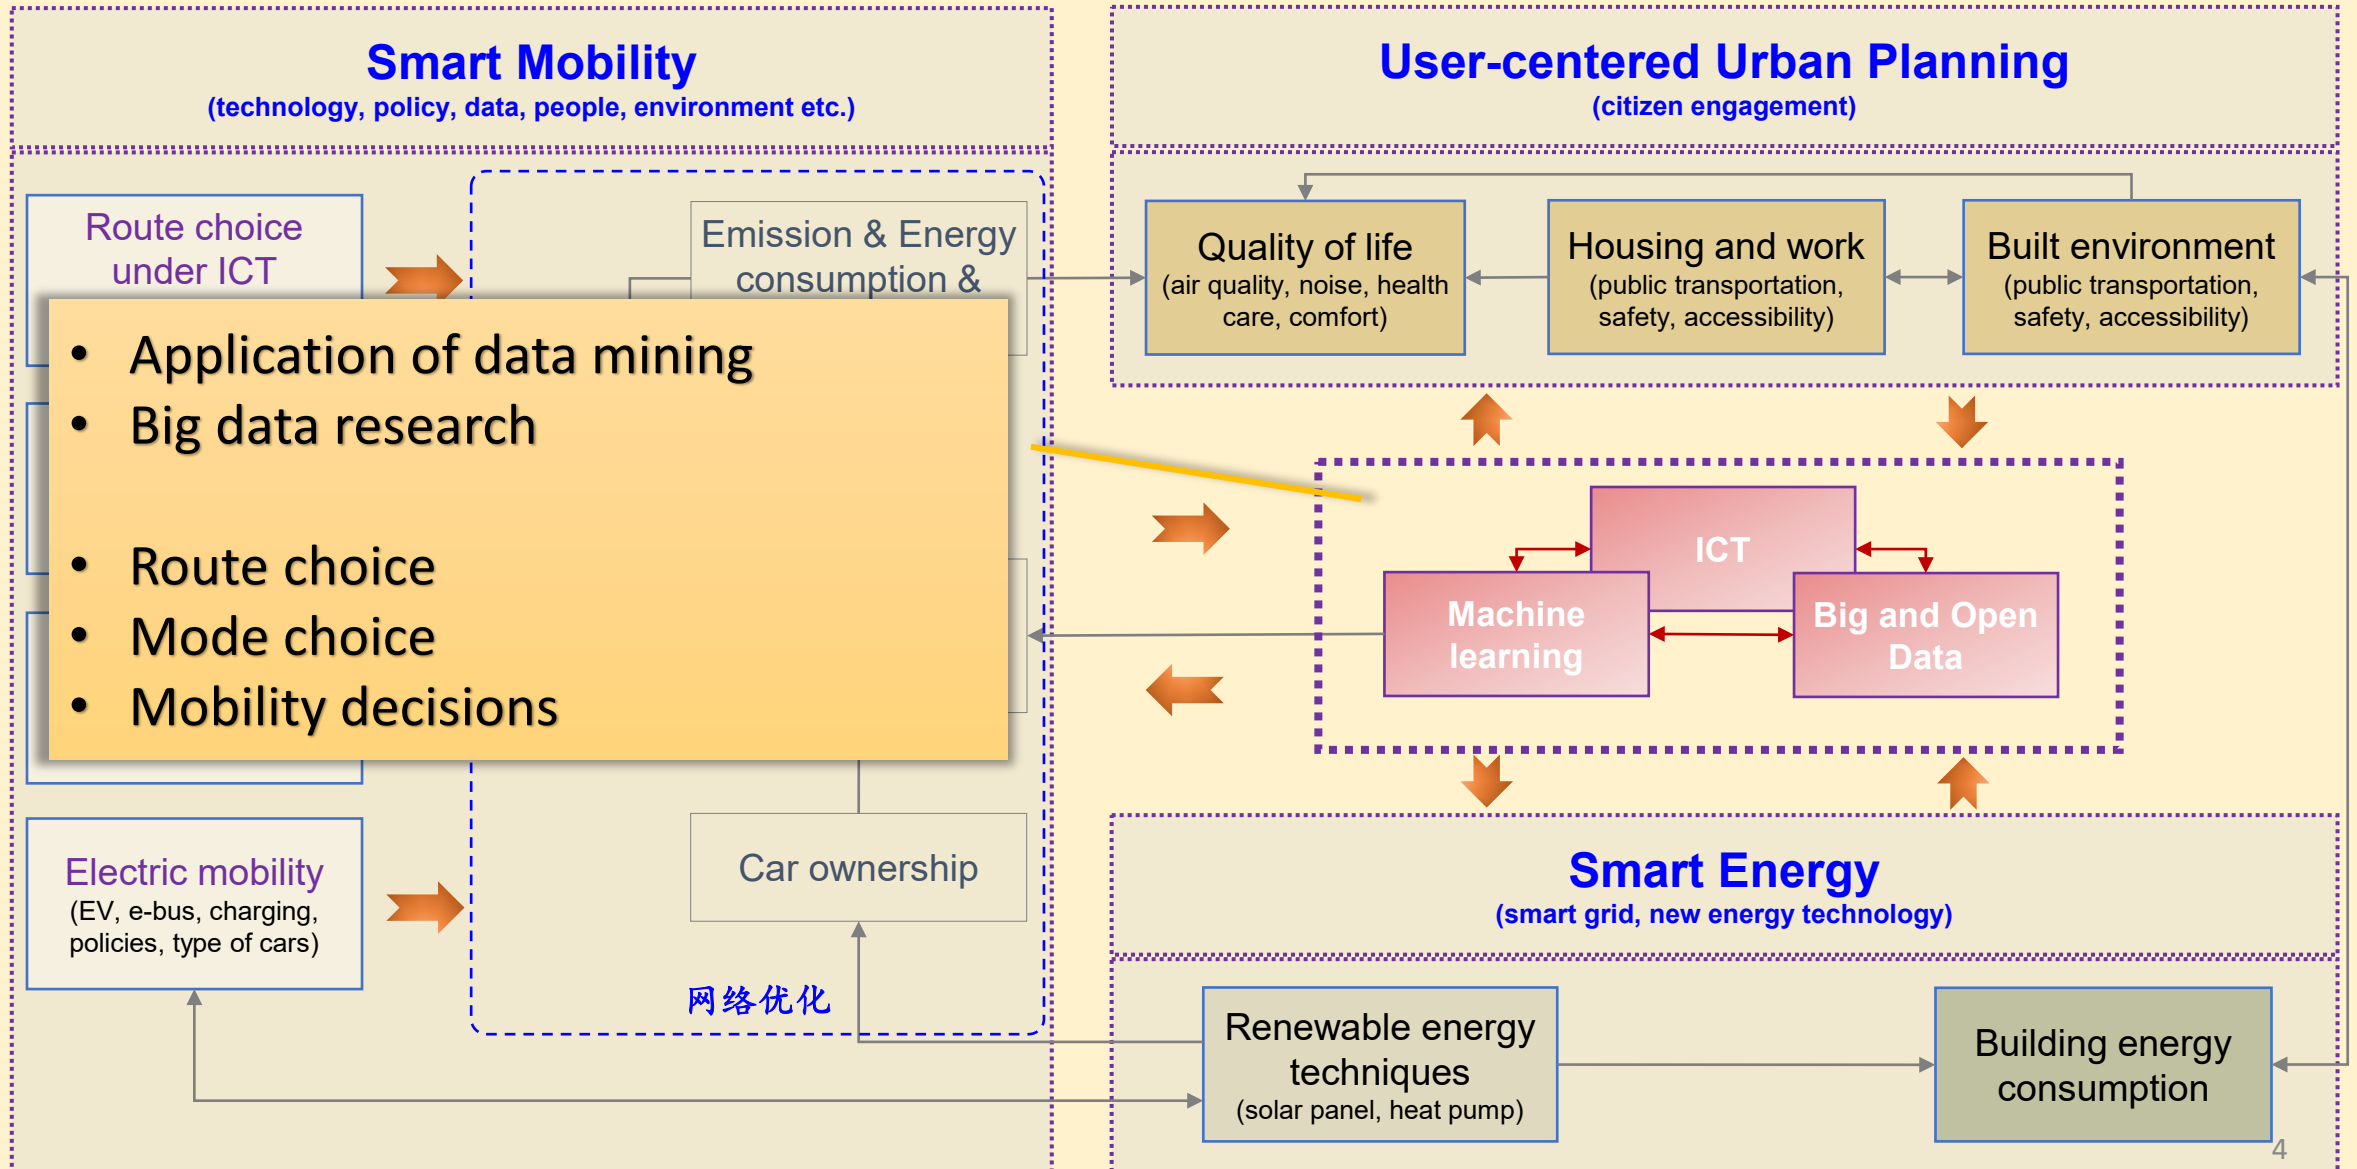 Smart Mobility
(technology, policy, data, people, environment etc.)
Route choice
under ICT
Emission & Energy
consumption &
• Application of data mining
• Big data research
• Route choice
• Mode choice
• Mobility decisions
Electric mobility
(EV, e-bus, charging,
policies, type of cars)
Car ownership
网络优化
User-centered Urban Planning
(citizen engagement)
Quality of life
(air quality, noise, health
care, comfort)
Housing and work
(public transportation,
safety, accessibility)
Built environment
(public transportation,
safety, accessibility)
ICT
Machine
learning
Big and Open
Data
Smart Energy
(smart grid, new energy technology)
Renewable energy
techniques
(solar panel, heat pump)
Building energy
consumption
4